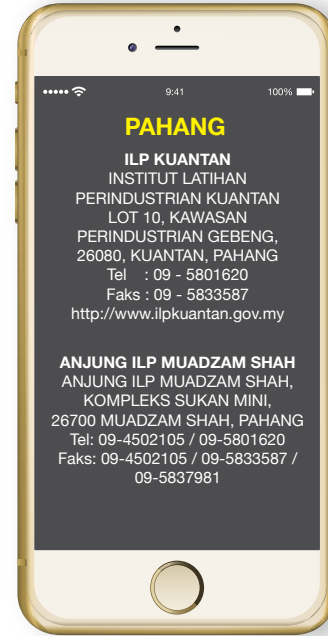 9:41
100%
PAHANG
ILP KUANTAN
INSTITUT LATIHAN
PERINDUSTRIAN KUANTAN
LOT 10, KAWASAN
PERINDUSTRIAN GEBENG,
26080, KUANTAN, PAHANG
Tel : 09 - 5801620
Faks : 09 - 5833587
http://www.ilpkuantan.gov.my
ANJUNG ILP MUADZAM SHAH
ANJUNG ILP MUADZAM SHAH,
KOMPLEKS SUKAN MINI,
26700 MUADZAM SHAH, PAHANG
Tel: 09-4502105 / 09-5801620
Faks: 09-4502105 / 09-5833587 /
09-5837981